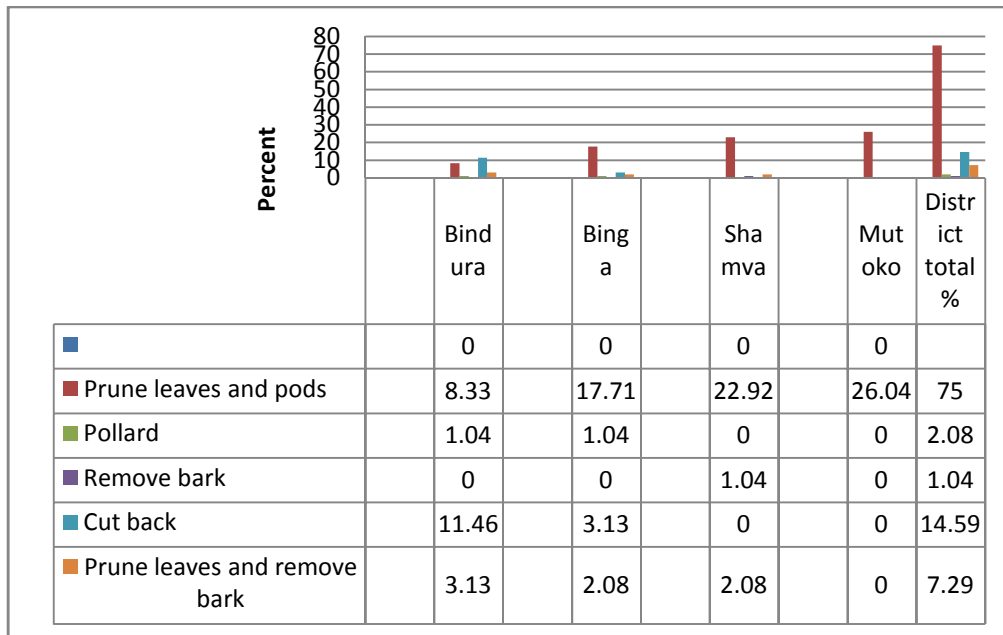 80
70
60
50
40
30
20
10
0
Percent
Bind
ura
Bing
a
Sha
mva
Mut
oko
Distr
ict
total
%
0 0 0 0
Prune leaves and pods 8.33 17.71 22.92 26.04 75
Pollard 1.04 1.04 0 0 2.08
Remove bark 0 0 1.04 0 1.04
Cut back 11.46 3.13 0 0 14.59
Prune leaves and remove
bark 3.13 2.08 2.08 0 7.29